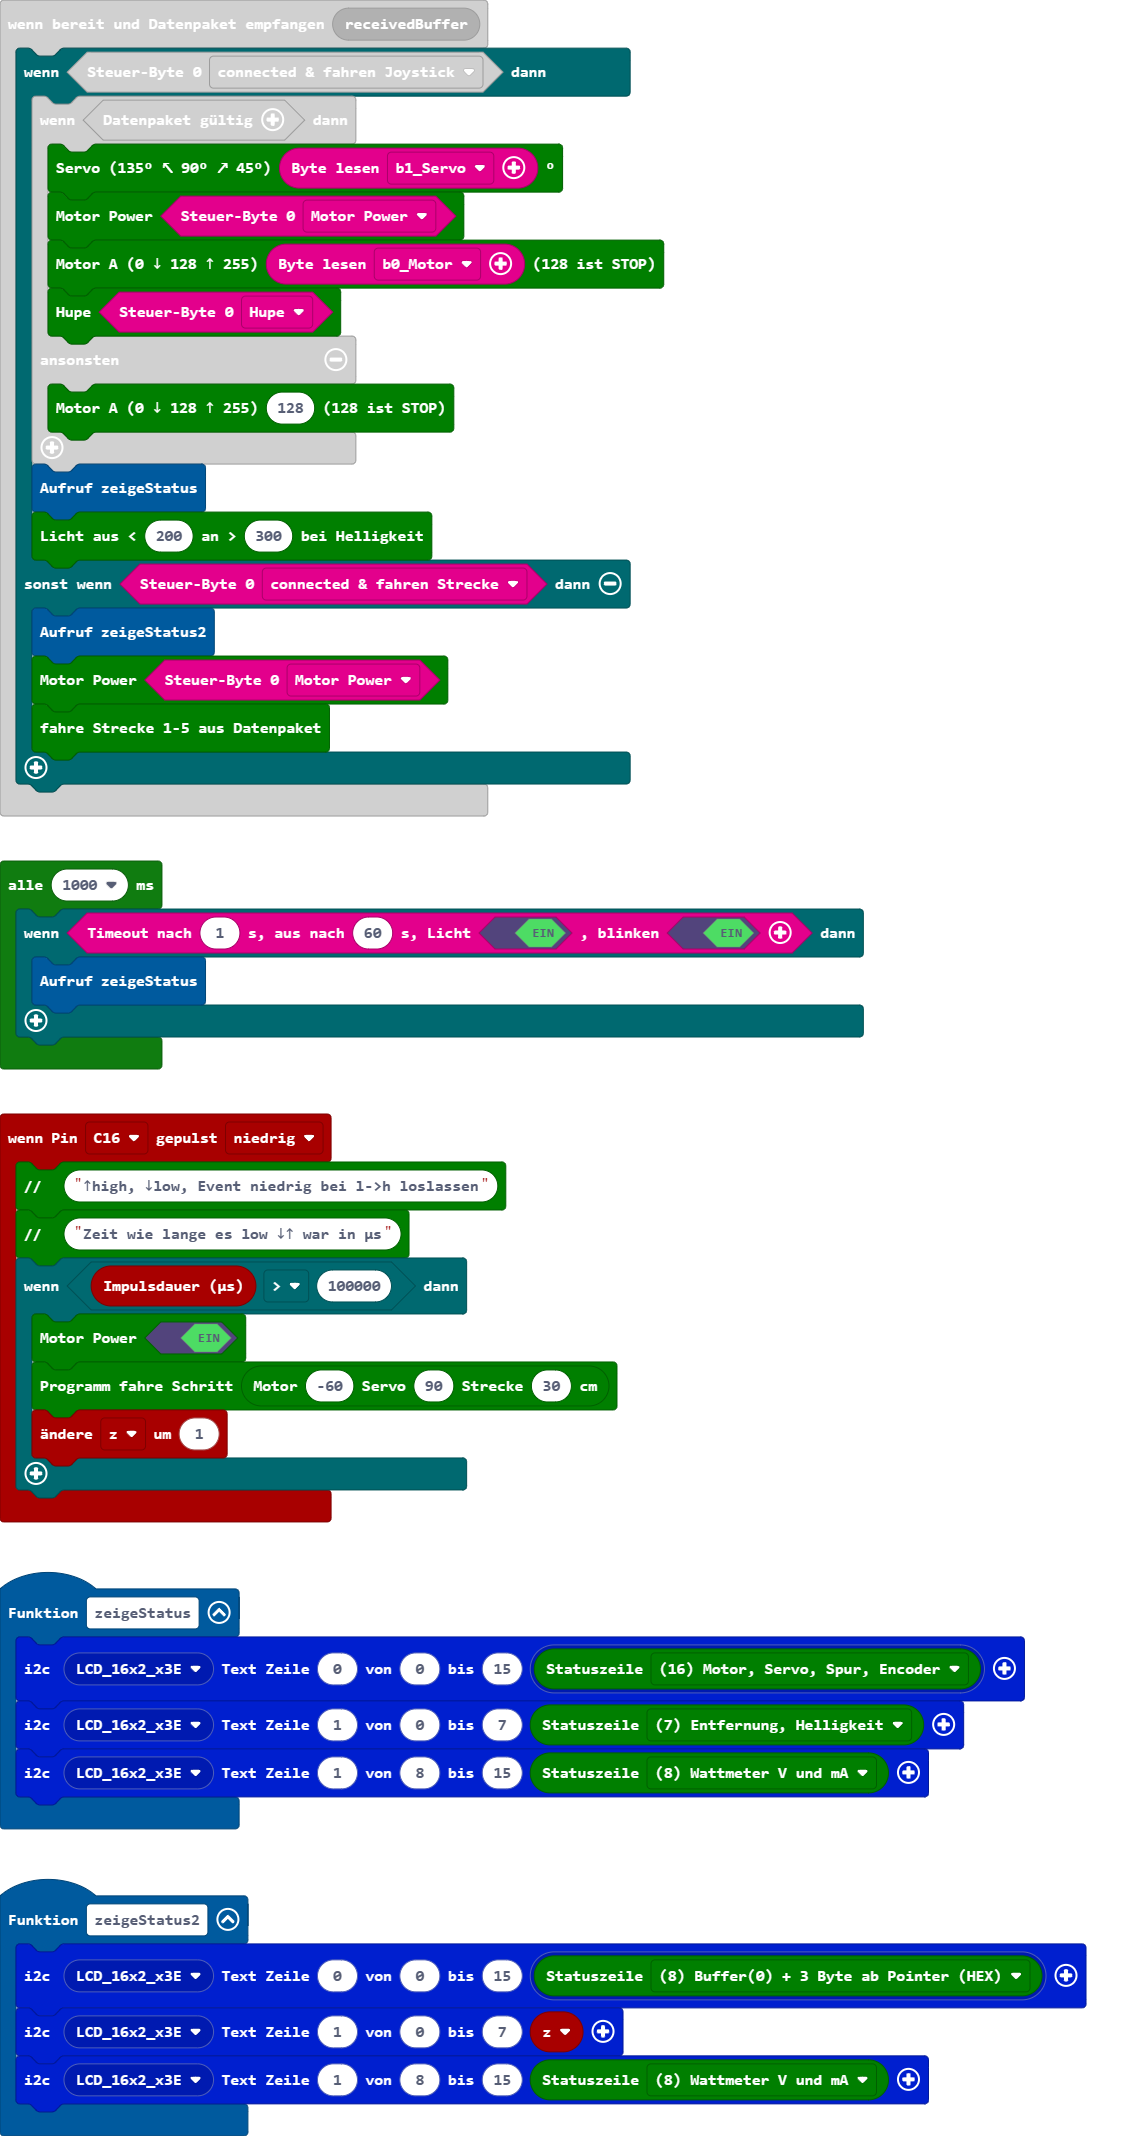 wenn bereit und Datenpaket empfangen receivedBuffer
wenn Steuer-Byte 0 connected & fahren Joystick dann
wenn Datenpaket gültig dann
Servo (135° ↖ 90° ↗ 45°) Byte lesen b1_Servo °
Motor Power Steuer-Byte 0 Motor Power
Motor A (0 ↓ 128 ↑ 255) Byte lesen b0_Motor (128 ist STOP)
Hupe Steuer-Byte 0 Hupe
ansonsten
Motor A (0 ↓ 128 ↑ 255) 128 (128 ist STOP)
Aufruf zeigeStatus
Licht aus < 200 an > 300 bei Helligkeit
sonst wenn Steuer-Byte 0 connected & fahren Strecke dann
Aufruf zeigeStatus2
Motor Power Steuer-Byte 0 Motor Power
fahre Strecke 1-5 aus Datenpaket
alle 1000 ms
wenn Timeout nach 1 s, aus nach 60 s, Licht EIN , blinken EIN dann
Aufruf zeigeStatus
wenn Pin C16 gepulst niedrig
// "↑high, ↓low, Event niedrig bei l->h loslassen"
// "Zeit wie lange es low ↓↑ war in µs"
wenn Impulsdauer (µs) > 100000 dann
Motor Power EIN
Programm fahre Schritt Motor -60 Servo 90 Strecke 30 cm
ändere z um 1
Funktion zeigeStatus
i2c LCD_16x2_x3E Text Zeile 0 von 0 bis 15 Statuszeile (16) Motor, Servo, Spur, Encoder
i2c LCD_16x2_x3E Text Zeile 1 von 0 bis 7 Statuszeile (7) Entfernung, Helligkeit
i2c LCD_16x2_x3E Text Zeile 1 von 8 bis 15 Statuszeile (8) Wattmeter V und mA
Funktion zeigeStatus2
i2c LCD_16x2_x3E Text Zeile 0 von 0 bis 15 Statuszeile (8) Buffer(0) + 3 Byte ab Pointer (HEX)
i2c LCD_16x2_x3E Text Zeile 1 von 0 bis 7 z
i2c LCD_16x2_x3E Text Zeile 1 von 8 bis 15 Statuszeile (8) Wattmeter V und mA